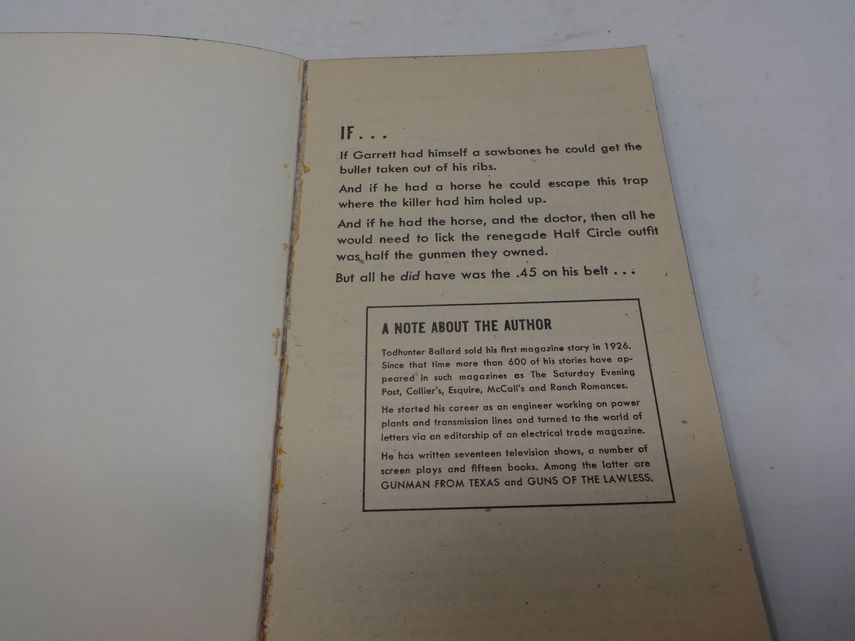 IF...
If Garrett had himself a sawbones he could get the
bullet taken out of his ribs.
And if he had a horse he could escape this trap
where the killer had him holed up.
And if he had the horse, and the doctor, then all he
would need to lick the renegade Half Circle outfit
was half the gunmen they owned.
But all he did have was the .45 on his belt...
A NOTE ABOUT THE AUTHOR
Todhunter Ballard sold his first magazine story in 1926.
Since that time more than 600 of his stories have ap-
peared in such magazines as The Saturday Evening
Post, Collier's, Esquire, McCall's and Ranch Romances.
He started his career as an engineer working on power
plants and transmission lines and turned to the world of
letters via an editorship of an electrical trade magazine.
He has written seventeen television shows, a number of
screen plays and fifteen books. Among the latter are
GUNMAN FROM TEXAS and GUNS OF THE LAWLESS.